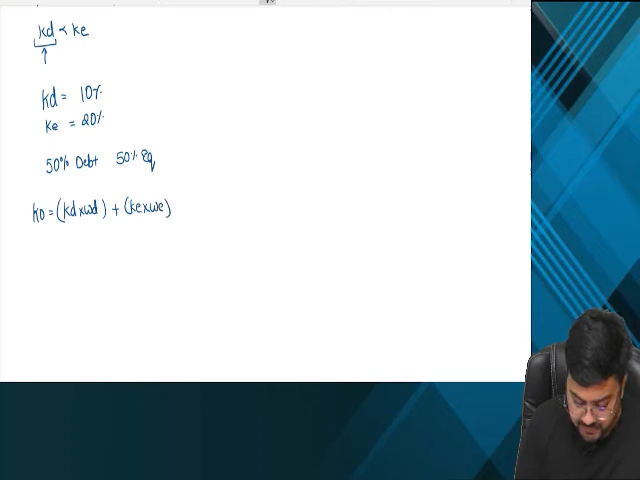 kd < ke
kd = 10%
ke = 20%
50% Debt 50% Eq
ko = (kd x wd) + (ke x we)